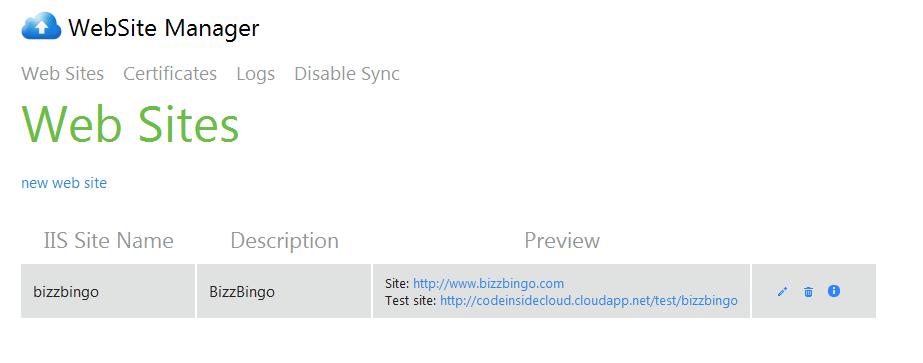 WebSite Manager
Web Sites Certificates Logs Disable Sync
Web Sites
new web site
IIS Site Name Description Preview
bizzbingo BizzBingo Site: http://www.bizzbingo.com
Test site: http://codeinsidecloud.cloudapp.net/test/bizzbingo